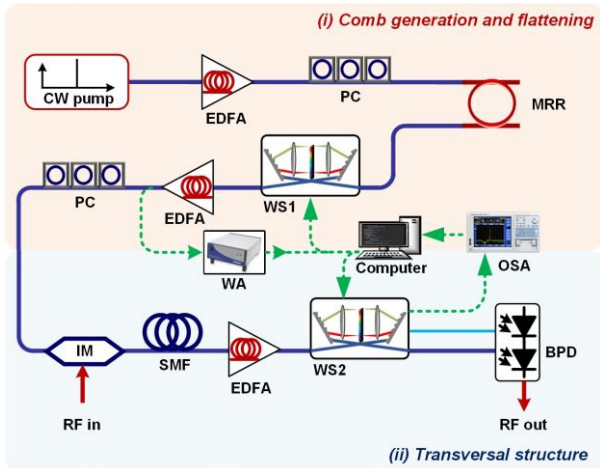 (i) Comb generation and flattening
CW pump
EDFA
PC
MRR
PC
EDFA
WS1
WA
Computer
OSA
IM
SMF
EDFA
WS2
BPD
RF in
RF out
(ii) Transversal structure